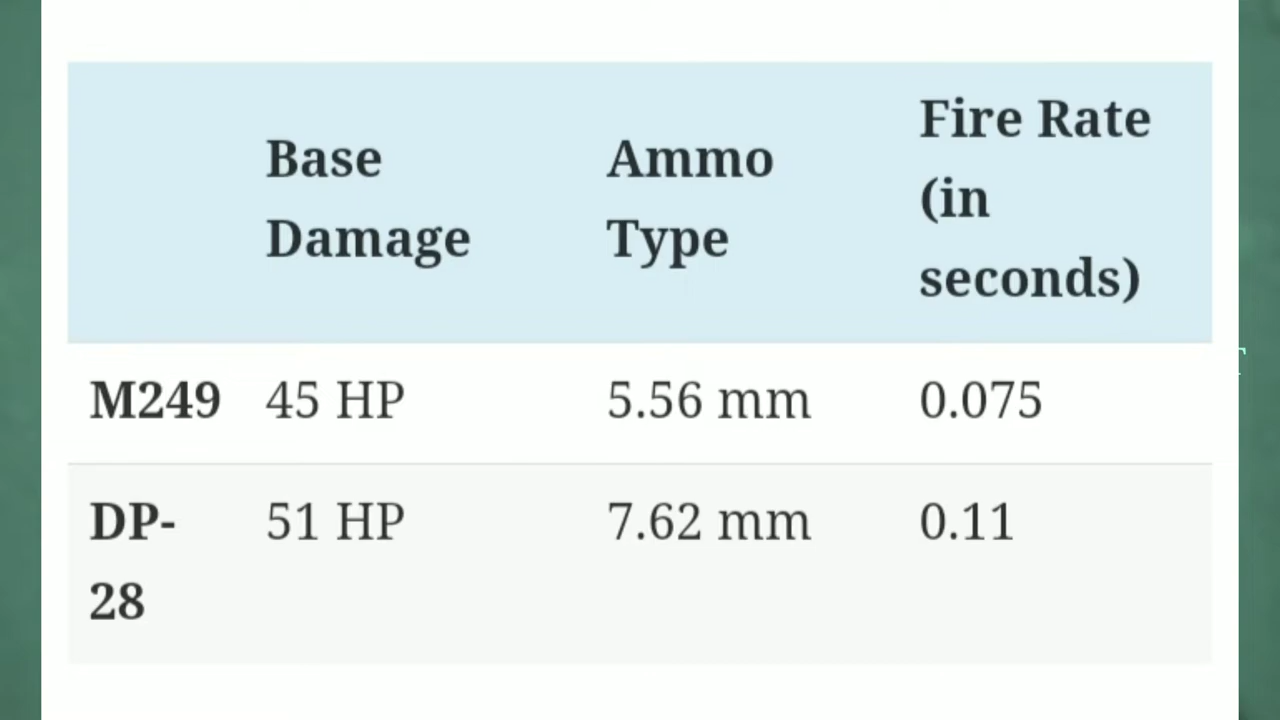 Base Damage Ammo Type Fire Rate (in seconds)
M249 45 HP 5.56 mm 0.075
DP-28 51 HP 7.62 mm 0.11